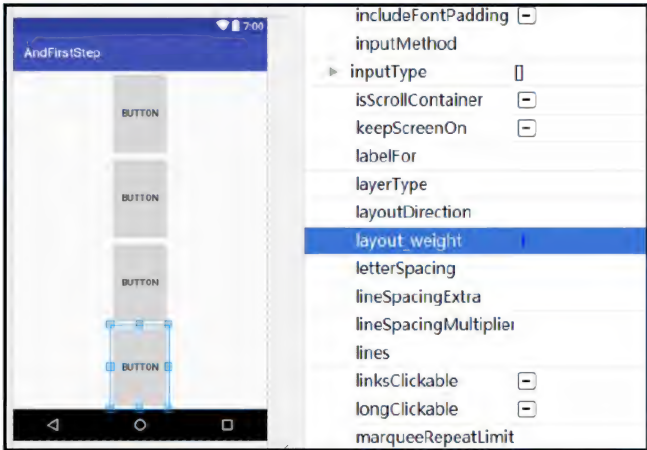 7:00
AndFirstStep
BUTTON
BUTTON
BUTTON
BUTTON
includeFontPadding
inputMethod
inputType []
isScrollContainer
keepScreenOn
labelFor
layerType
layoutDirection
layout_weight
letterSpacing
lineSpacingExtra
lineSpacingMultiplier
lines
linksClickable
longClickable
marqueeRepeatLimit